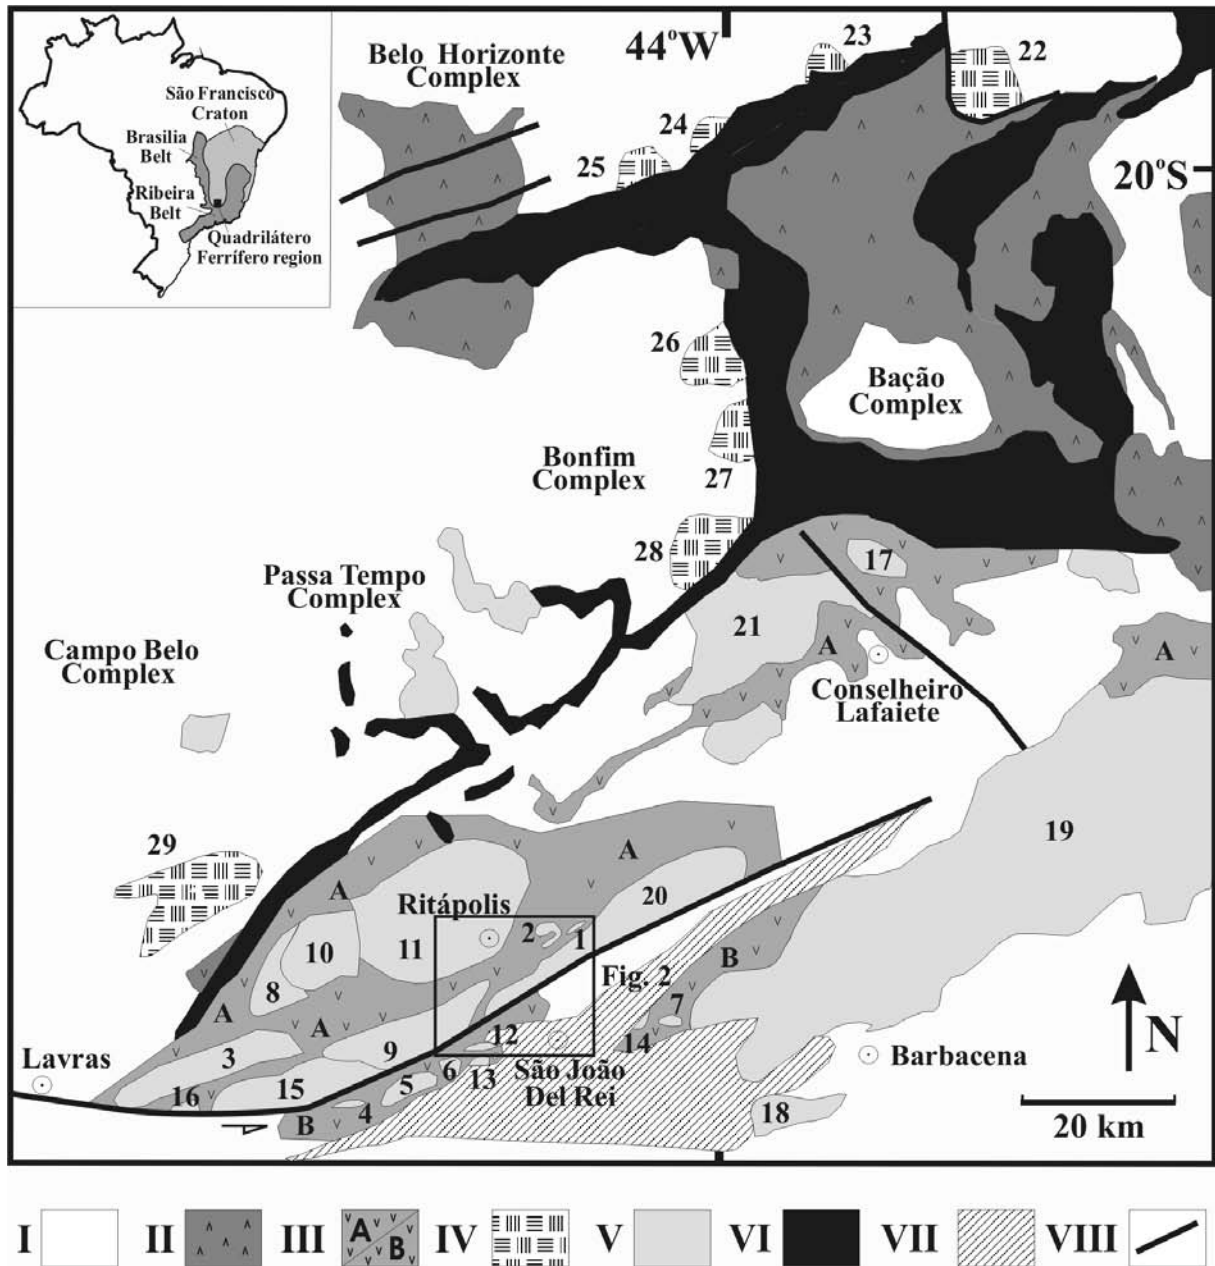 44°W
23
22
Belo Horizonte
Complex
São Francisco
Craton
Brasilia
Belt
Ribeira
Belt
Quadrilátero
Ferrífero region
24
25
20°S
26
Bação
Complex
Bonfim
Complex
27
28
17
Passa Tempo
Complex
21
A
A
Campo Belo
Complex
Conselheiro
Lafaiete
19
29
A
A
20
Ritápolis
10
11
2
1
B
8
Fig. 2
7
A
A
12
14
N
Lavras
3
9
6
13
São João
Del Rei
Barbacena
16
15
5
4
B
18
20 km
I
II
III
A
B
IV
V
VI
VII
VIII